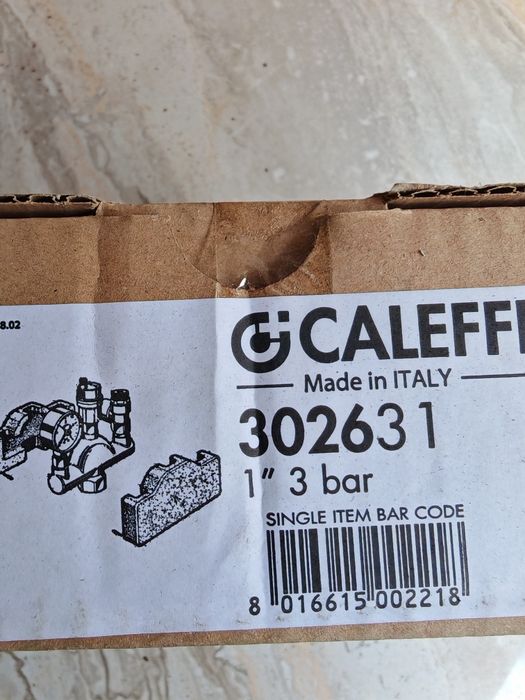 8.02
CALEFFI
Made in ITALY
302631
1" 3 bar
SINGLE ITEM BAR CODE
8 016615 002218